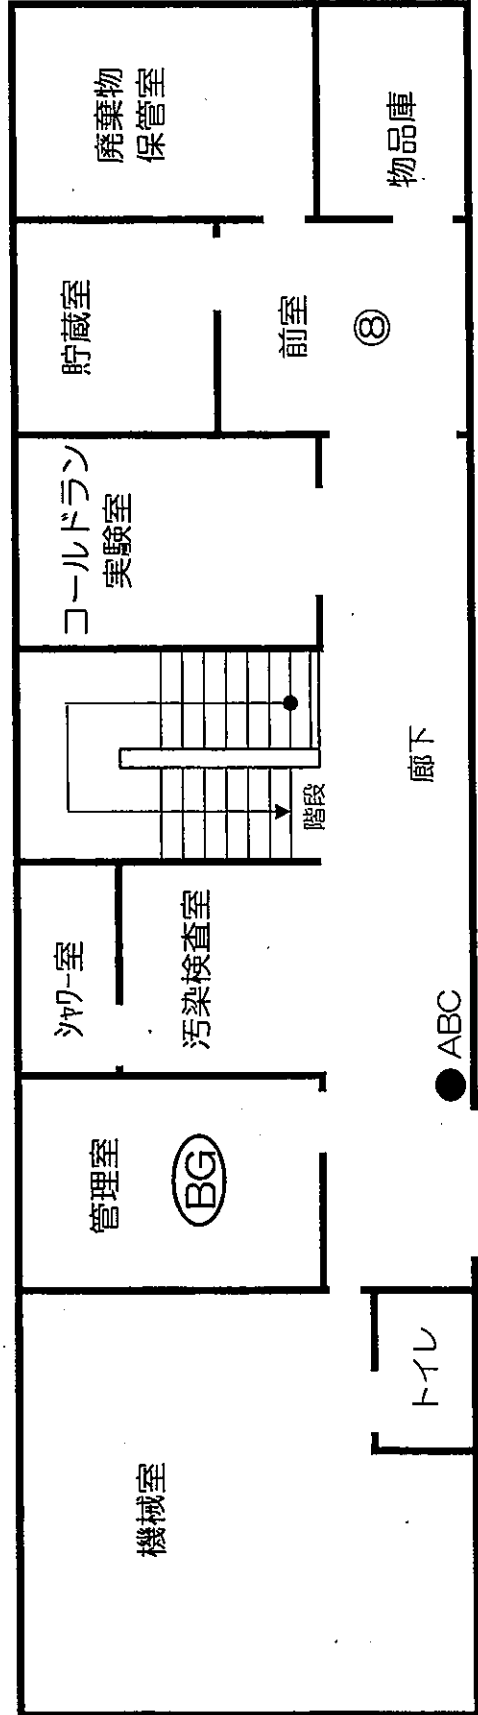 機械室
トイレ
管理室
BG
シャワー室
汚染検査室
ABC
階段
廊下
コールドラン
実験室
貯蔵室
前室
⑧
廃棄物
保管室
物品庫